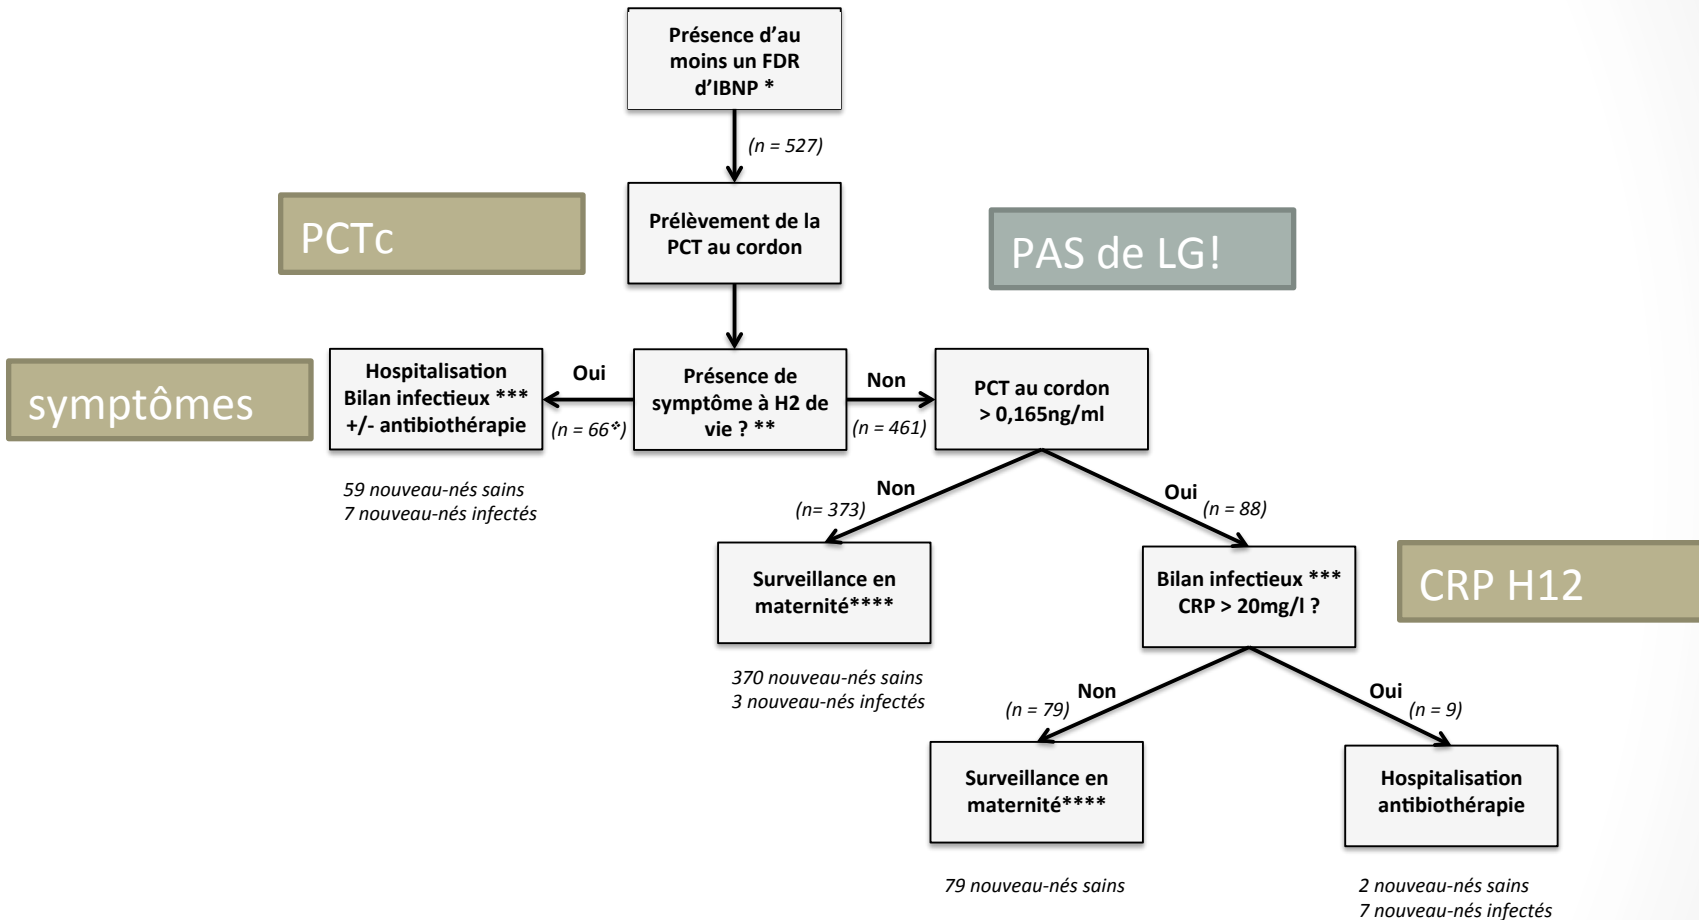 Présence d’au
moins un FDR
d’IBNP *
(n = 527)
PCTc
Prélèvement de la
PCT au cordon
PAS de LG!
symptômes
Hospitalisation
Bilan infectieux ***
+/- antibiothérapie
Oui
(n = 66❖)
Présence de
symptôme à H2 de
vie ? **
Non
(n = 461)
PCT au cordon
> 0,165ng/ml
59 nouveau-nés sains
7 nouveau-nés infectés
Non
(n= 373)
Oui
(n = 88)
Surveillance en
maternité****
Bilan infectieux ***
CRP > 20mg/l ?
CRP H12
370 nouveau-nés sains
3 nouveau-nés infectés
Non
(n = 79)
Oui
(n = 9)
Surveillance en
maternité****
Hospitalisation
antibiothérapie
79 nouveau-nés sains
2 nouveau-nés sains
7 nouveau-nés infectés